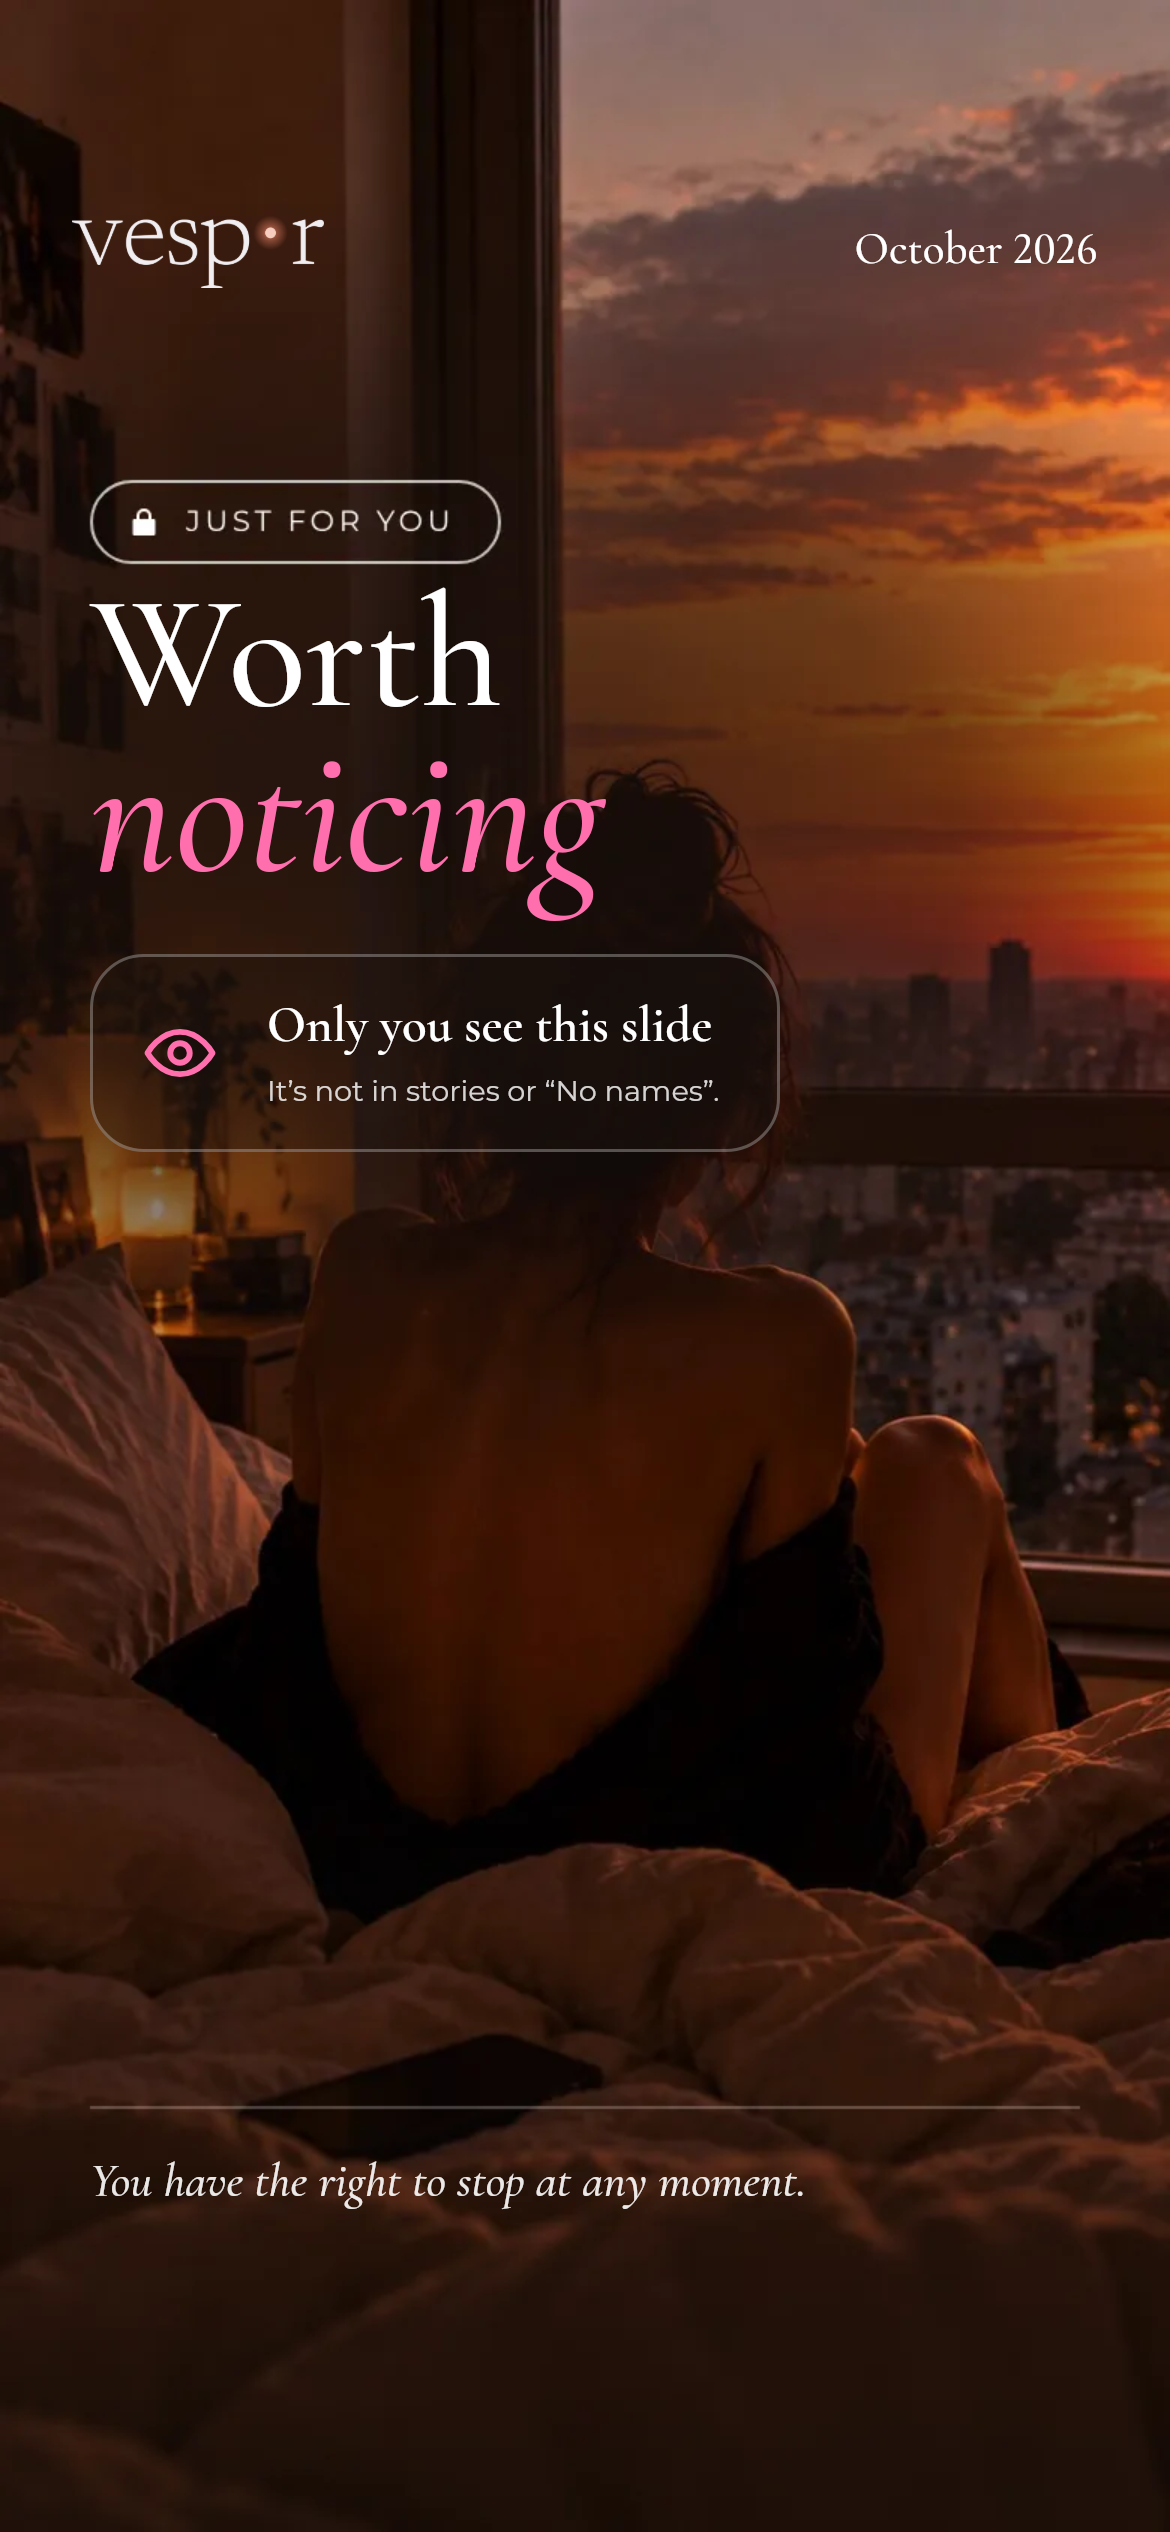 vesp•r
October 2026
JUST FOR YOU
Worth
noticing
Only you see this slide
It’s not in stories or “No names”.
You have the right to stop at any moment.